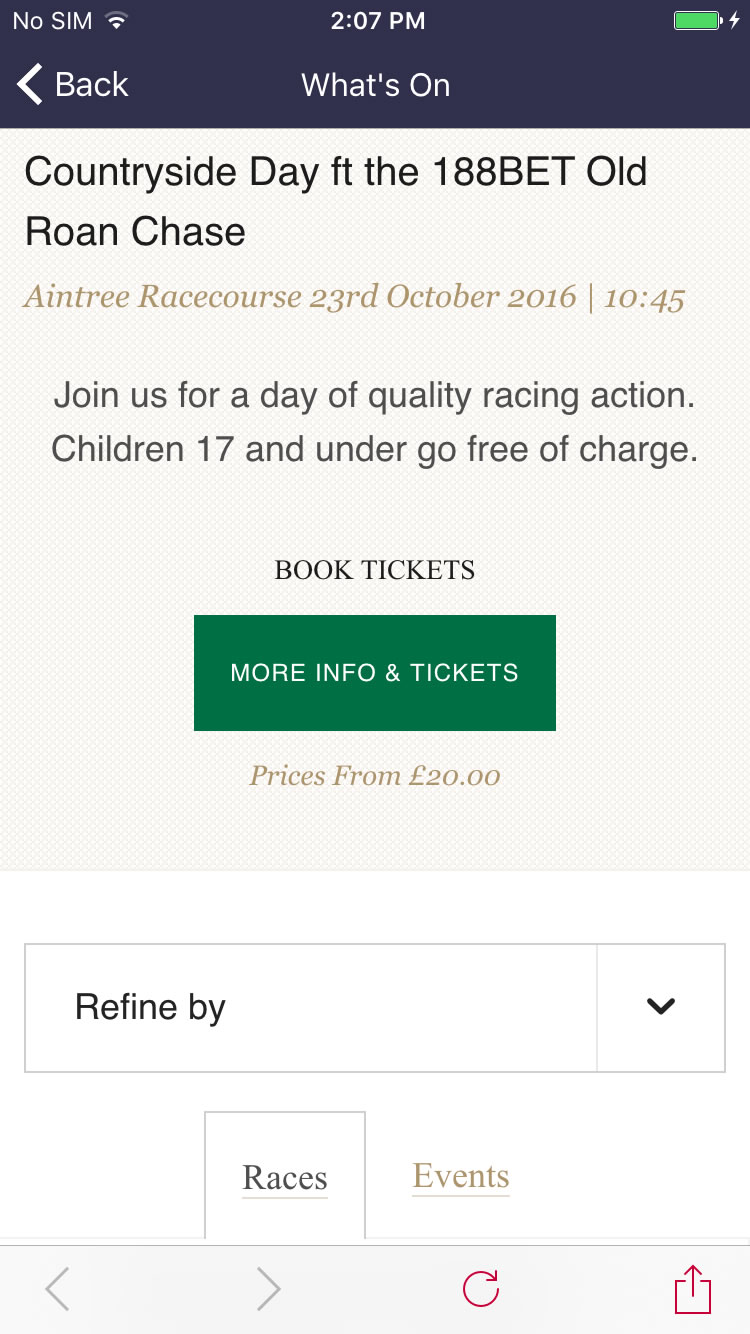 No SIM 2:07 PM
Back What's On
Countryside Day ft the 188BET Old
Roan Chase
Aintree Racecourse 23rd October 2016 | 10:45
Join us for a day of quality racing action.
Children 17 and under go free of charge.
BOOK TICKETS
MORE INFO & TICKETS
Prices From £20.00
Refine by
Races Events